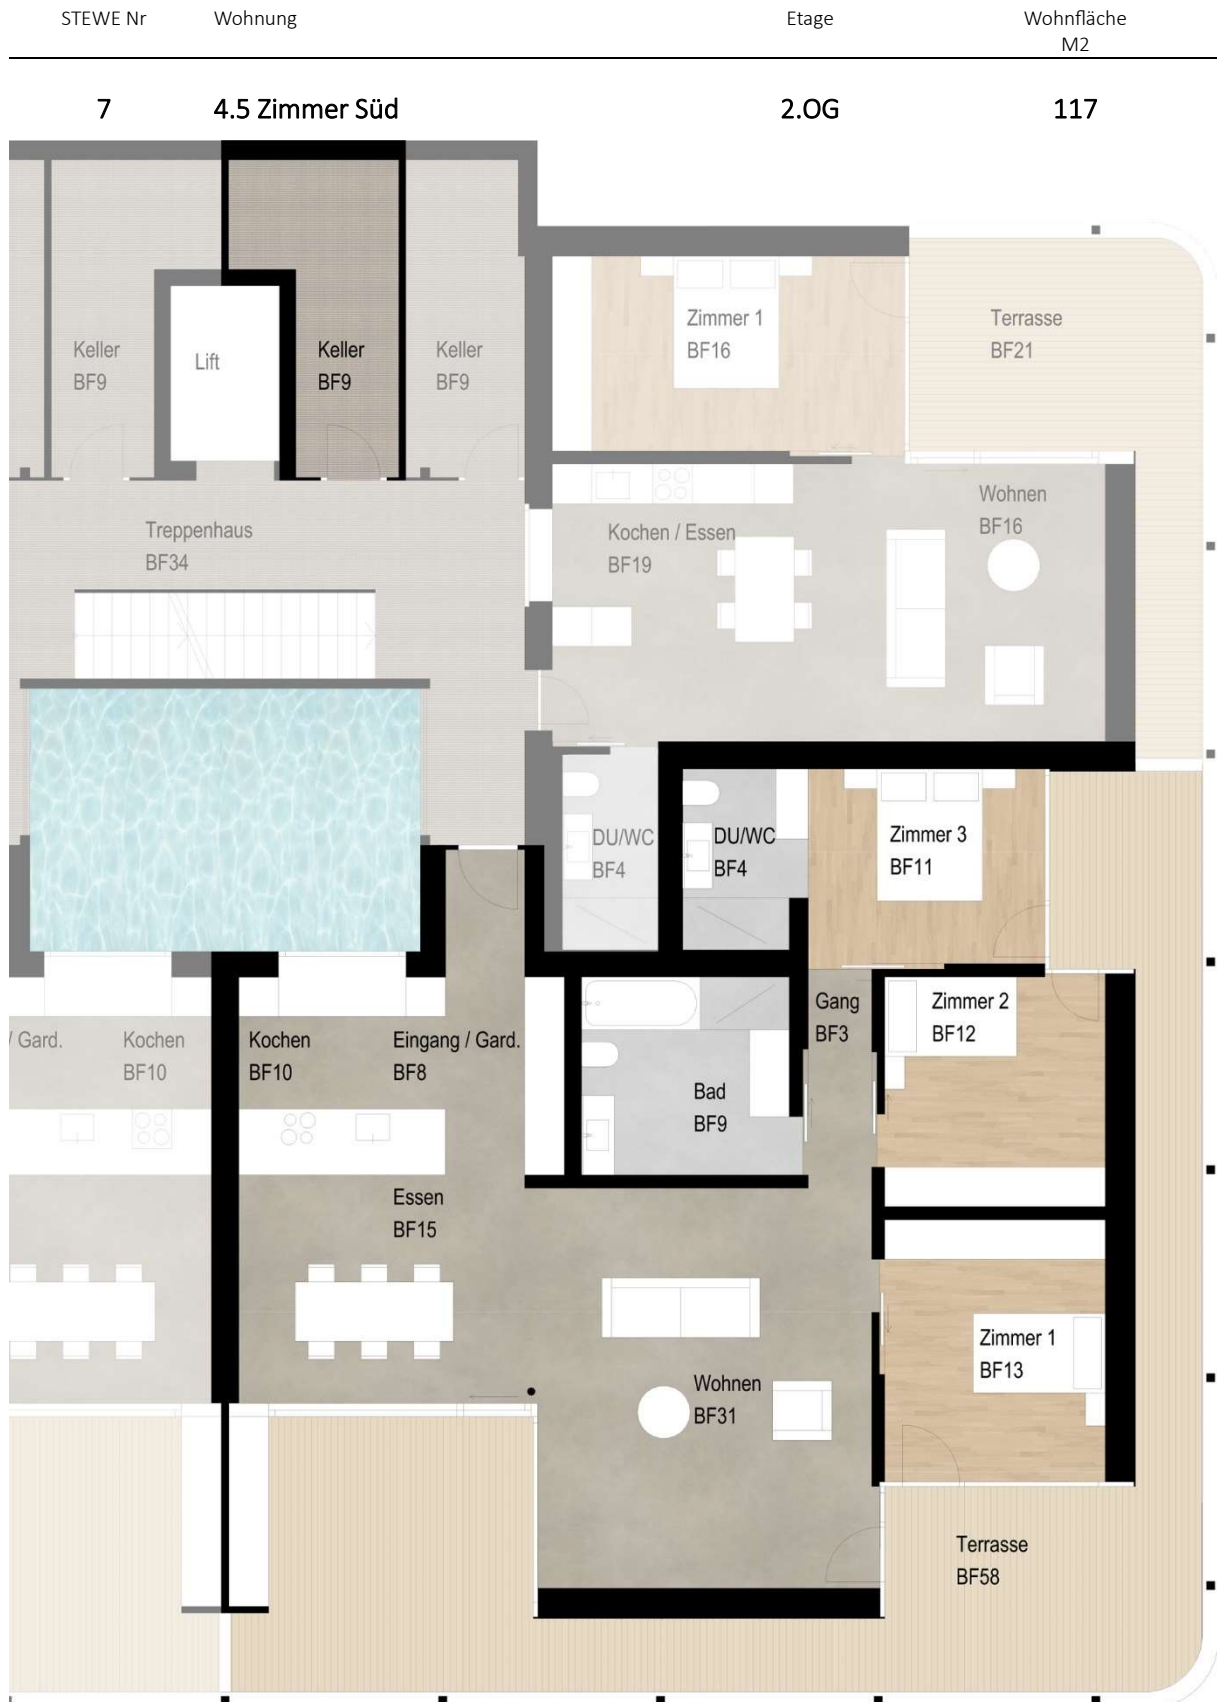 STEWE Nr Wohnung Etage Wohnfläche
M2
7 4.5 Zimmer Süd 2.OG 117
Zimmer 1
BF16
Terrasse
BF21
Keller
BF9
Lift
Keller
BF9
Keller
BF9
Wohnen
BF16
Treppenhaus
BF34
Kochen / Essen
BF19
DU/WC
BF4
DU/WC
BF4
Zimmer 3
BF11
/ Gard.
Kochen
BF10
Kochen
BF10
Eingang / Gard.
BF8
Gang
BF3
Zimmer 2
BF12
Bad
BF9
Essen
BF15
Zimmer 1
BF13
Wohnen
BF31
Terrasse
BF58